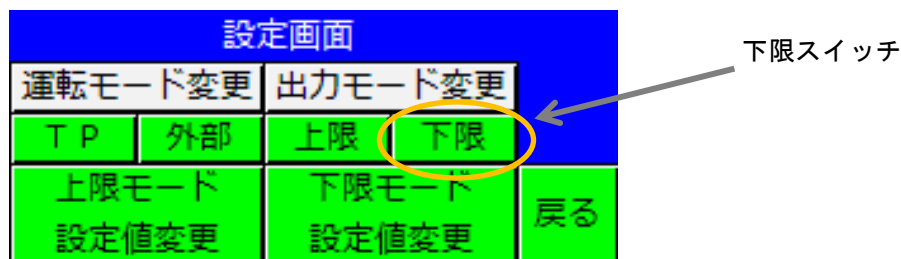 設定画面
下限スイッチ
運転モード変更 出力モード変更
ＴＰ 外部 上限 下限
上限モード 下限モード
設定値変更 設定値変更
戻る